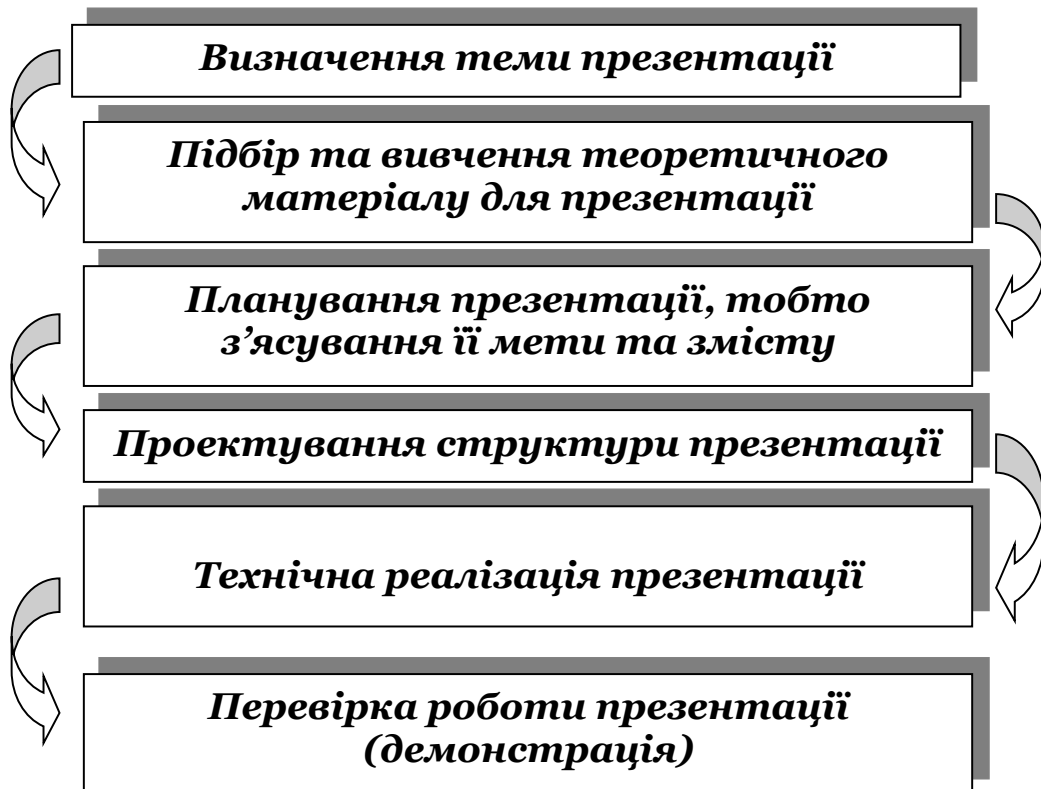 Визначення теми презентації
Підбір та вивчення теоретичного
матеріалу для презентації
Планування презентації, тобто
з’ясування її мети та змісту
Проектування структури презентації
Технічна реалізація презентації
Перевірка роботи презентації
(демонстрація)